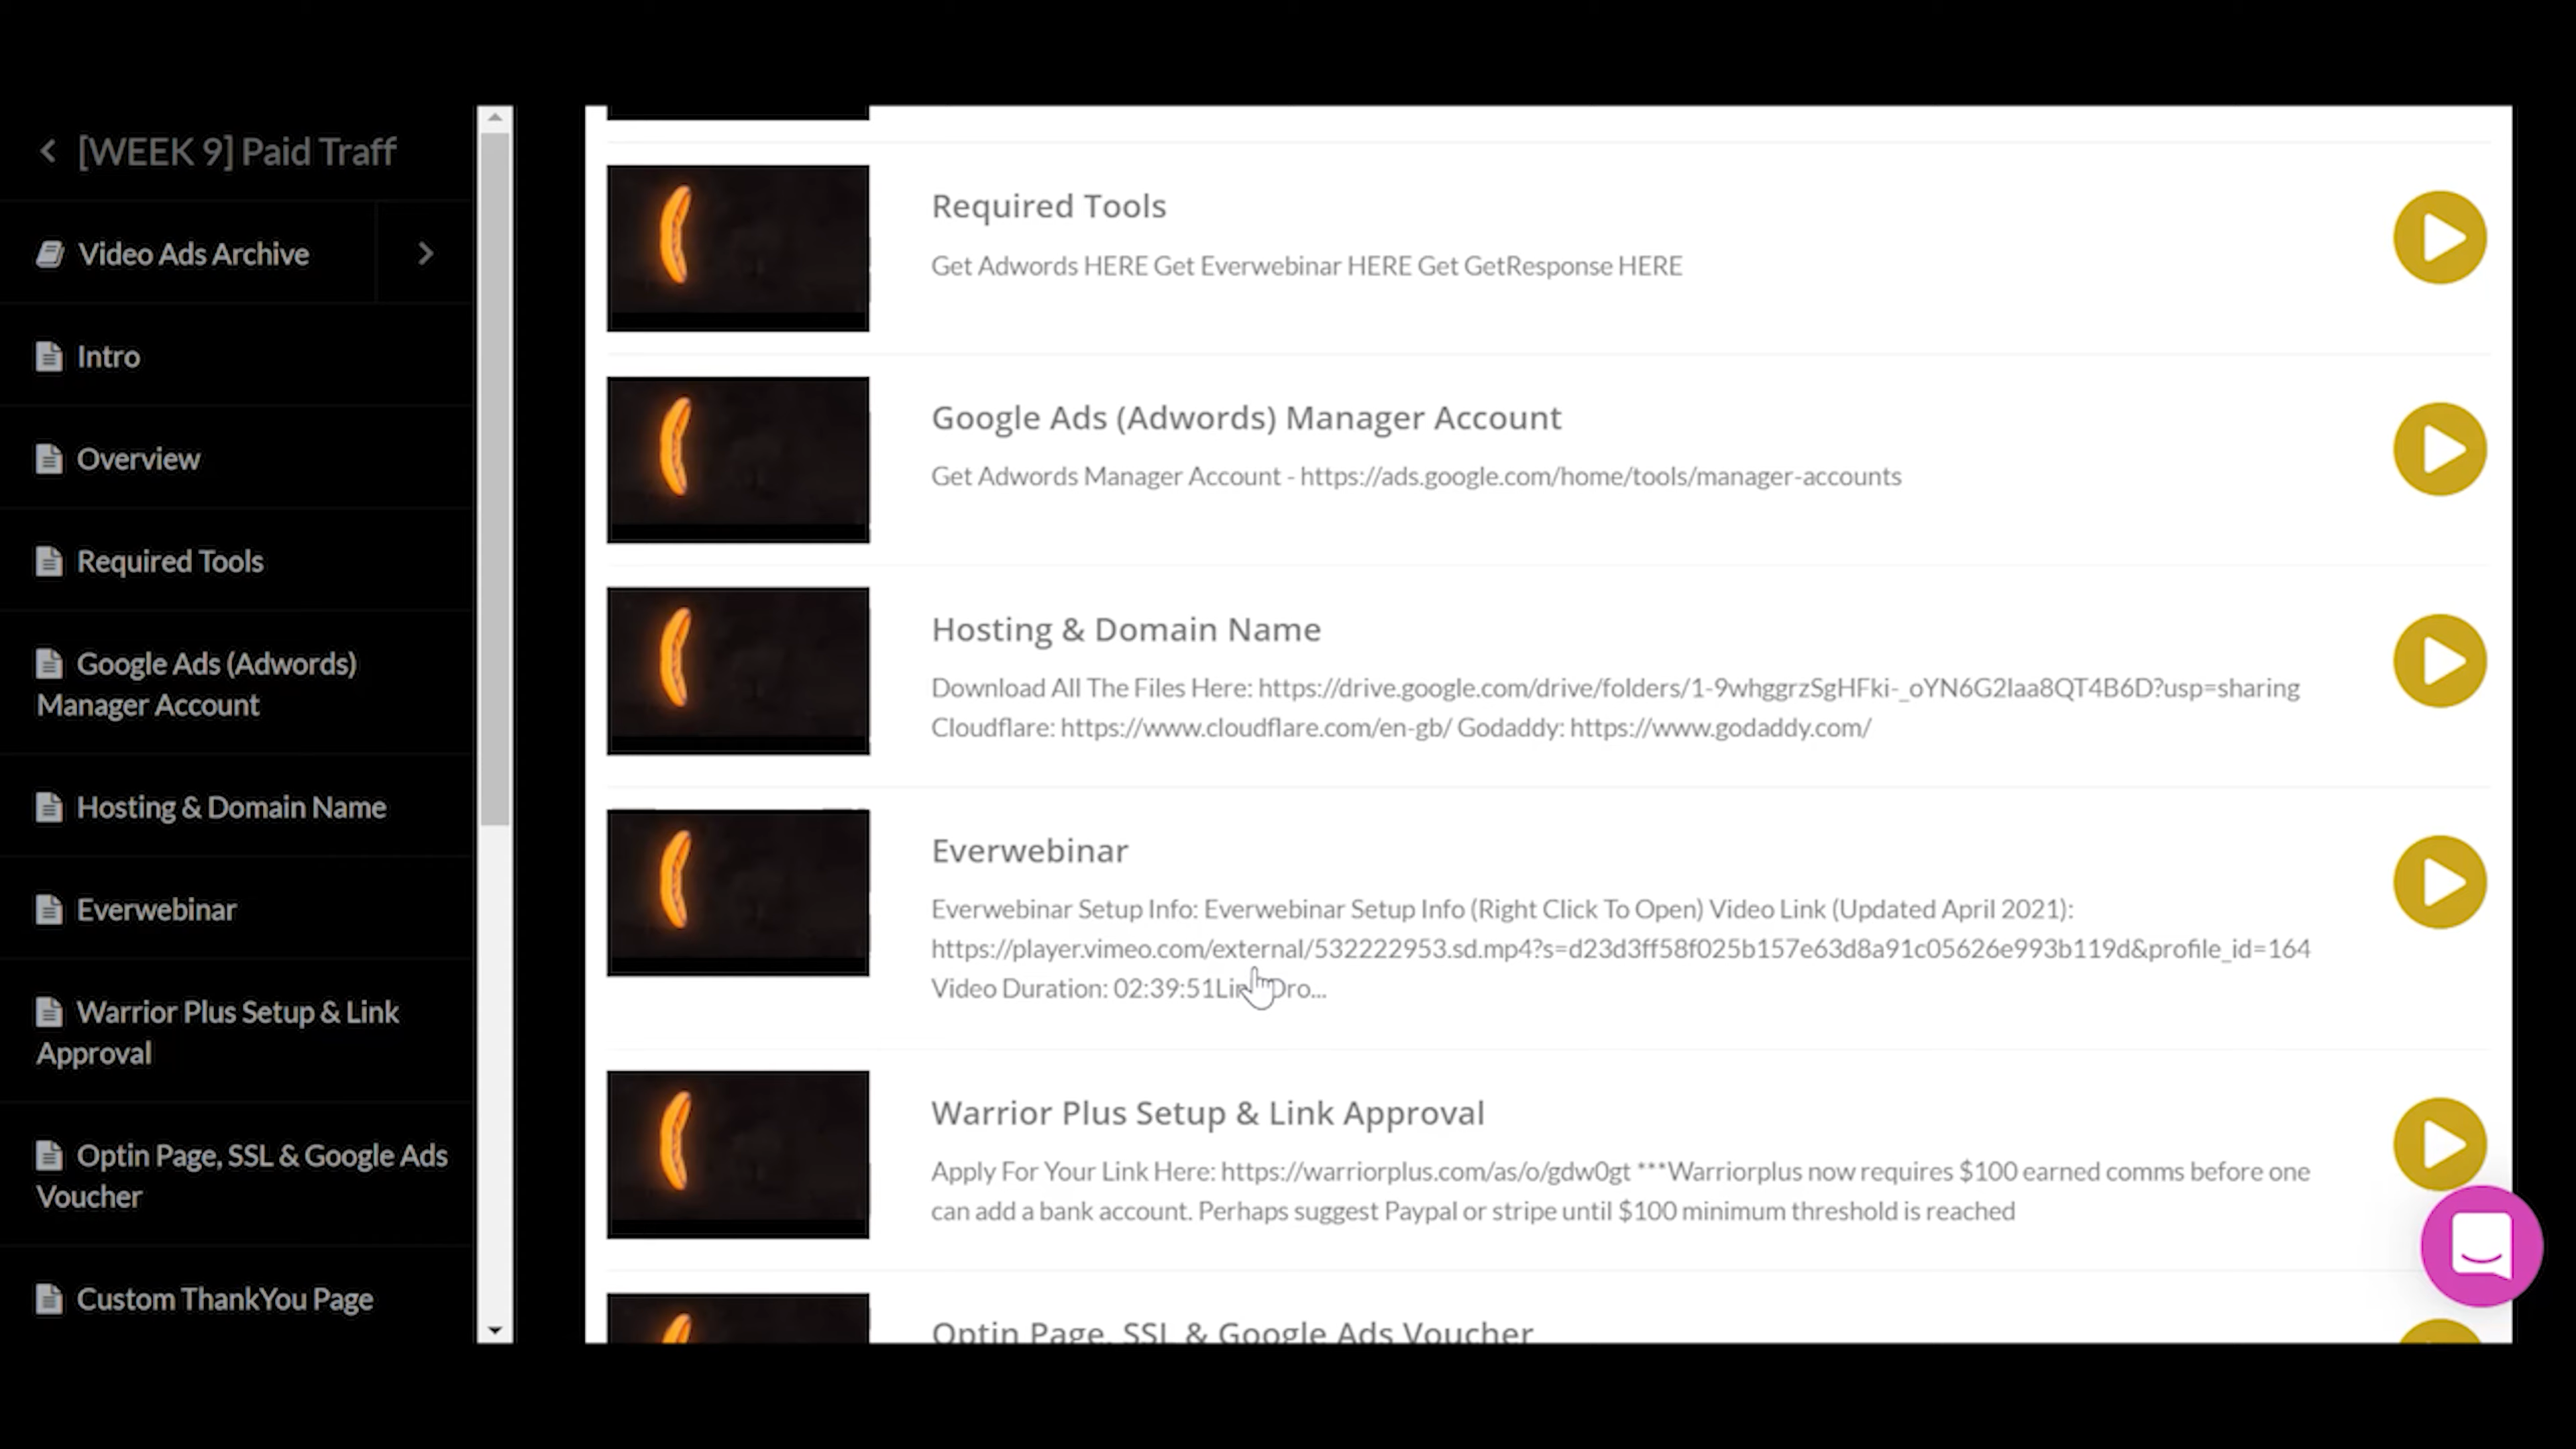 [WEEK 9] Paid Traff
Video Ads Archive
Intro
Overview
Required Tools
Google Ads (Adwords)
Manager Account
Hosting & Domain Name
Everwebinar
Warrior Plus Setup & Link
Approval
Optin Page, SSL & Google Ads
Voucher
Custom ThankYou Page
Required Tools
Get Adwords HERE Get Everwebinar HERE Get GetResponse HERE
Google Ads (Adwords) Manager Account
Get Adwords Manager Account - https://ads.google.com/home/tools/manager-accounts
Hosting & Domain Name
Download All The Files Here: https://drive.google.com/drive/folders/1-9whggrzSgHFki-_oYN6G2Iaa8QT4B6D?usp=sharing
Cloudflare: https://www.cloudflare.com/en-gb/ Godaddy: https://www.godaddy.com/
Everwebinar
Everwebinar Setup Info: Everwebinar Setup Info (Right Click To Open) Video Link (Updated April 2021):
https://player.vimeo.com/external/532222953.sd.mp4?s=d23d3ff58f025b157e63d8a91c05626e993b119d&profile_id=164
Video Duration: 02:39:51Lin Dro...
Warrior Plus Setup & Link Approval
Apply For Your Link Here: https://warriorplus.com/as/o/gdw0gt ***Warriorplus now requires $100 earned comms before one
can add a bank account. Perhaps suggest Paypal or stripe until $100 minimum threshold is reached
Optin Page, SSL & Google Ads Voucher